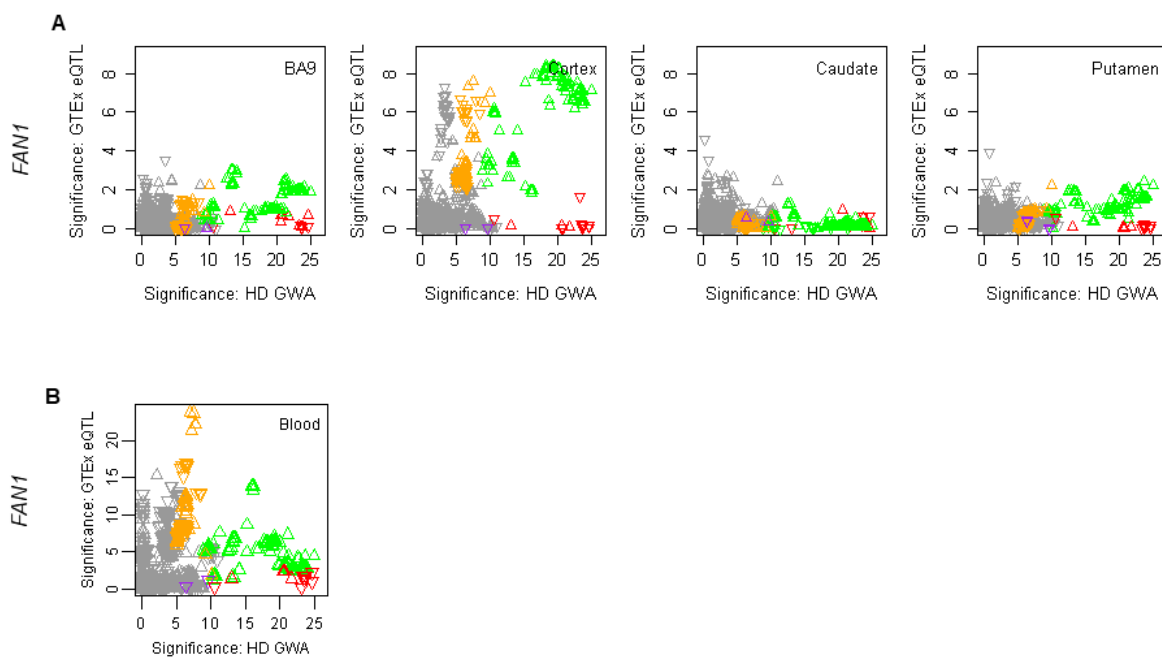 A
BA9
Cortex
Caudate
Putamen
FAN1
Significance: GTEx eQTL
0 2 4 6 8
Significance: GTEx eQTL
0 2 4 6 8
Significance: GTEx eQTL
0 2 4 6 8
Significance: GTEx eQTL
0 2 4 6 8
0 5 10 15 20 25
0 5 10 15 20 25
0 5 10 15 20 25
0 5 10 15 20 25
Significance: HD GWA
Significance: HD GWA
Significance: HD GWA
Significance: HD GWA
B
Blood
FAN1
Significance: GTEx eQTL
0 5 10 15 20
0 5 10 15 20 25
Significance: HD GWA